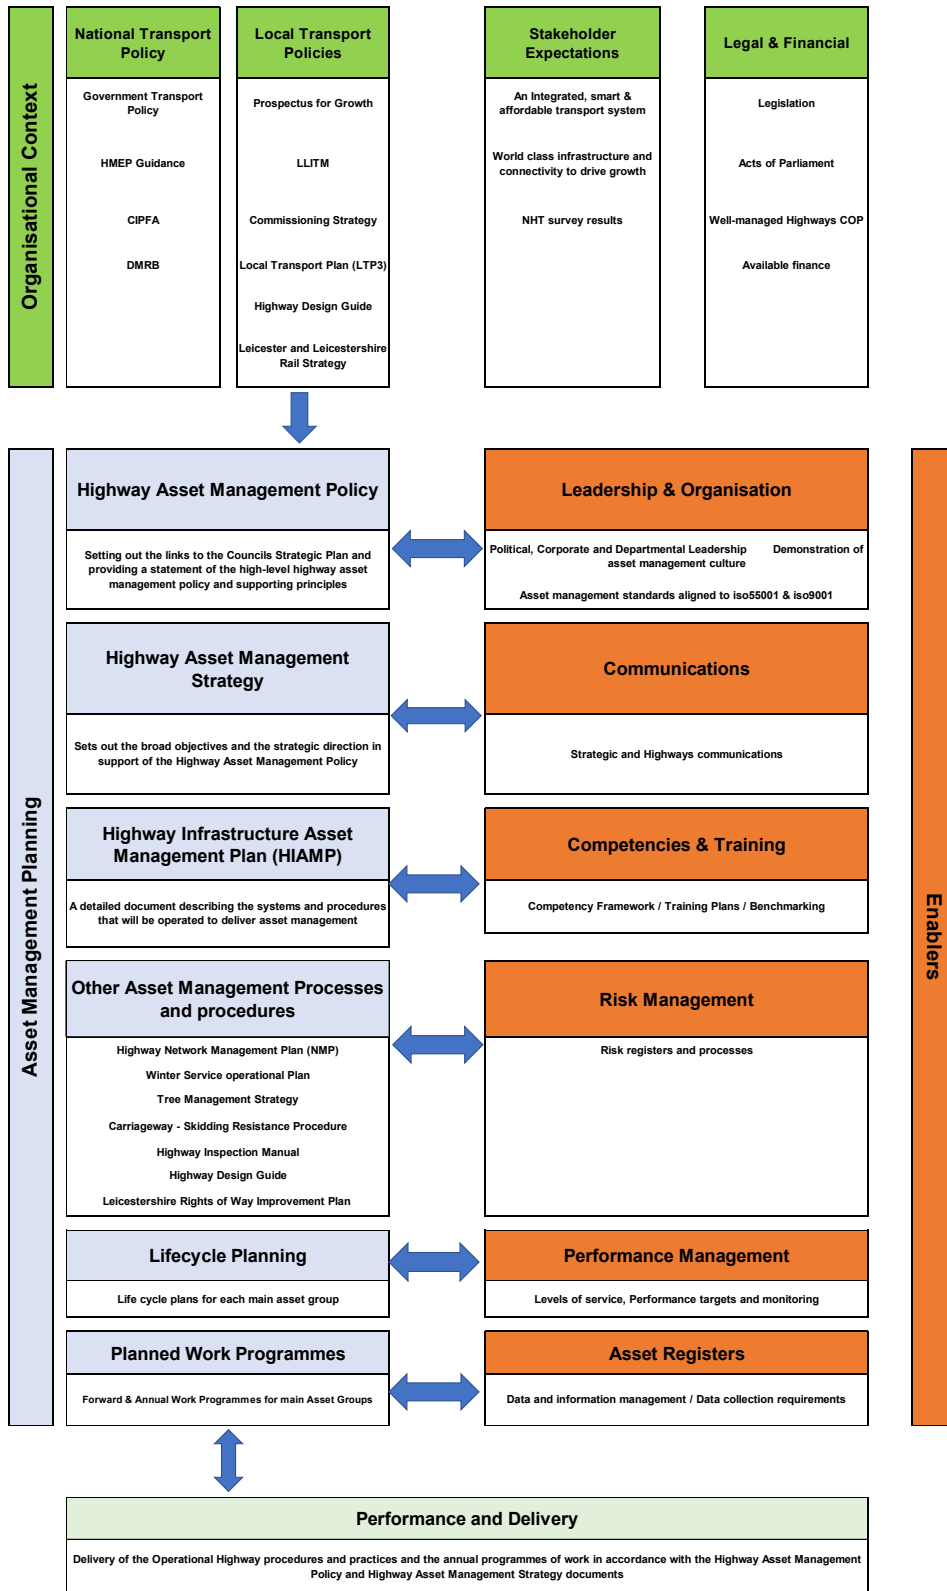 Organisational Context
National Transport
Policy
Government Transport
Policy
HMEP Guidance
CIPFA
DMRB
Local Transport
Policies
Prospectus for Growth
LLITM
Commissioning Strategy
Local Transport Plan (LTP3)
Highway Design Guide
Leicester and Leicestershire
Rail Strategy
Stakeholder
Expectations
An Integrated, smart &
affordable transport system
World class infrastructure and
connectivity to drive growth
NHT survey results
Legal & Financial
Legislation
Acts of Parliament
Well-managed Highways COP
Available finance
Asset Management Planning
Highway Asset Management Policy
Setting out the links to the Councils Strategic Plan and
providing a statement of the high-level highway asset
management policy and supporting principles
Leadership & Organisation
Political, Corporate and Departmental Leadership Demonstration of
asset management culture
Asset management standards aligned to iso55001 & iso9001
Highway Asset Management
Strategy
Sets out the broad objectives and the strategic direction in
support of the Highway Asset Management Policy
Communications
Strategic and Highways communications
Highway Infrastructure Asset
Management Plan (HIAMP)
A detailed document describing the systems and procedures
that will be operated to deliver asset management
Competencies & Training
Competency Framework / Training Plans / Benchmarking
Other Asset Management Processes
and procedures
Highway Network Management Plan (NMP)
Winter Service operational Plan
Tree Management Strategy
Carriageway - Skidding Resistance Procedure
Highway Inspection Manual
Highway Design Guide
Leicestershire Rights of Way Improvement Plan
Risk Management
Risk registers and processes
Lifecycle Planning
Life cycle plans for each main asset group
Performance Management
Levels of service, Performance targets and monitoring
Planned Work Programmes
Forward & Annual Work Programmes for main Asset Groups
Asset Registers
Data and information management / Data collection requirements
Enablers
Performance and Delivery
Delivery of the Operational Highway procedures and practices and the annual programmes of work in accordance with the Highway Asset Management
Policy and Highway Asset Management Strategy documents